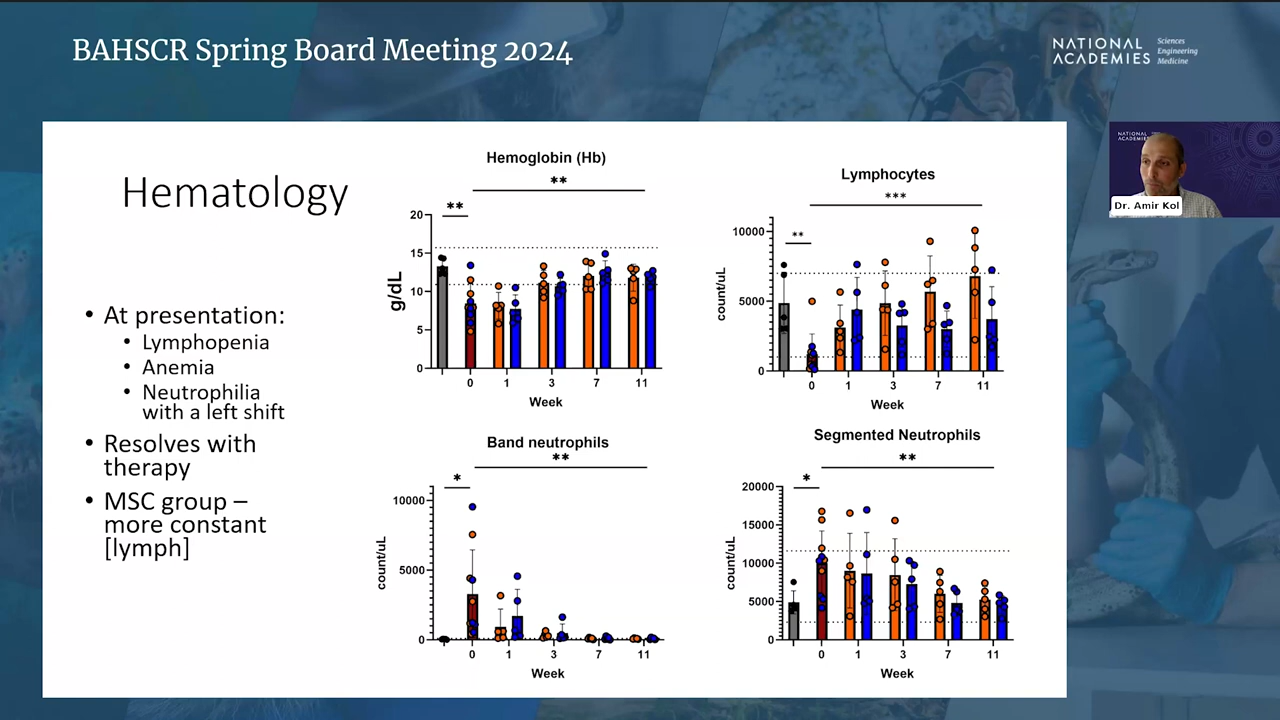 BAHSCR Spring Board Meeting 2024
NATIONAL
ACADEMIES
Sciences
Engineering
Medicine
NATIONAL
Dr. Amir Kol
Hematology
• At presentation:
• Lymphopenia
• Anemia
• Neutrophilia
with a left shift
• Resolves with
therapy
• MSC group –
more constant
[lymph]
Hemoglobin (Hb)
**
**
20
15
10
5
0
g/dL
0 1 3 7 11
Week
Lymphocytes
***
**
10000
5000
0
count/uL
0 1 3 7 11
Week
Band neutrophils
**
*
10000
5000
0
count/uL
0 1 3 7 11
Week
Segmented Neutrophils
**
*
20000
15000
10000
5000
0
count/uL
0 1 3 7 11
Week